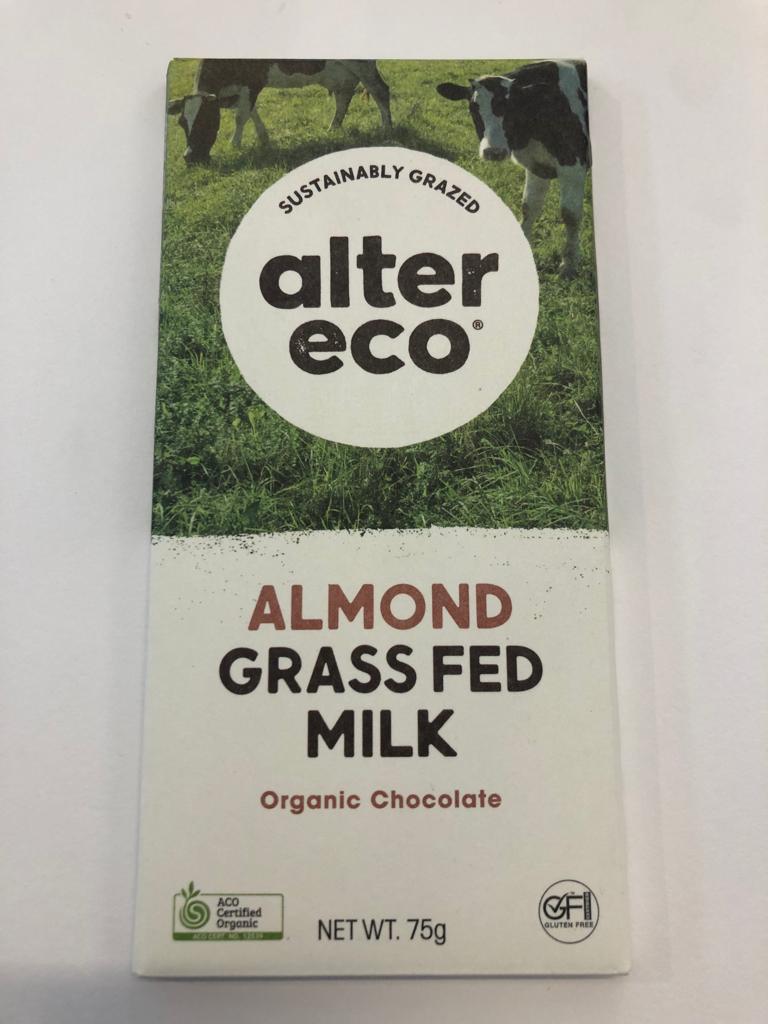 SUSTAINABLY GRAZED
alter
eco®
ALMOND
GRASS FED
MILK
Organic Chocolate
ACO
Certified
Organic
NET WT. 75g
GF
GLUTEN FREE